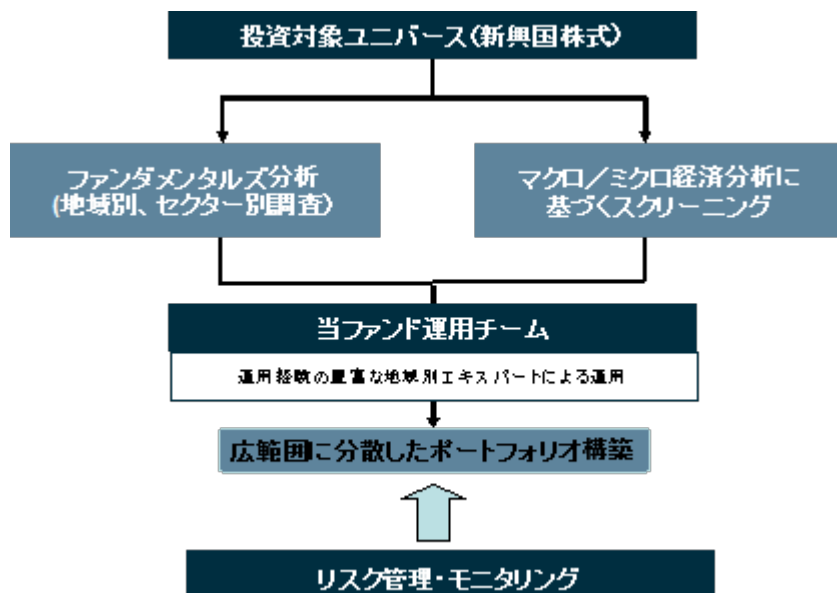 投資対象ユニバース(新興国株式)
ファンダメンタルズ分析
(地域別、セクター別調査)
マクロ／ミクロ経済分析に
基づくスクリーニング
当ファンド運用チーム
運用経験の豊富な地域別エキスパートによる運用
広範囲に分散したポートフォリオ構築
リスク管理・モニタリング